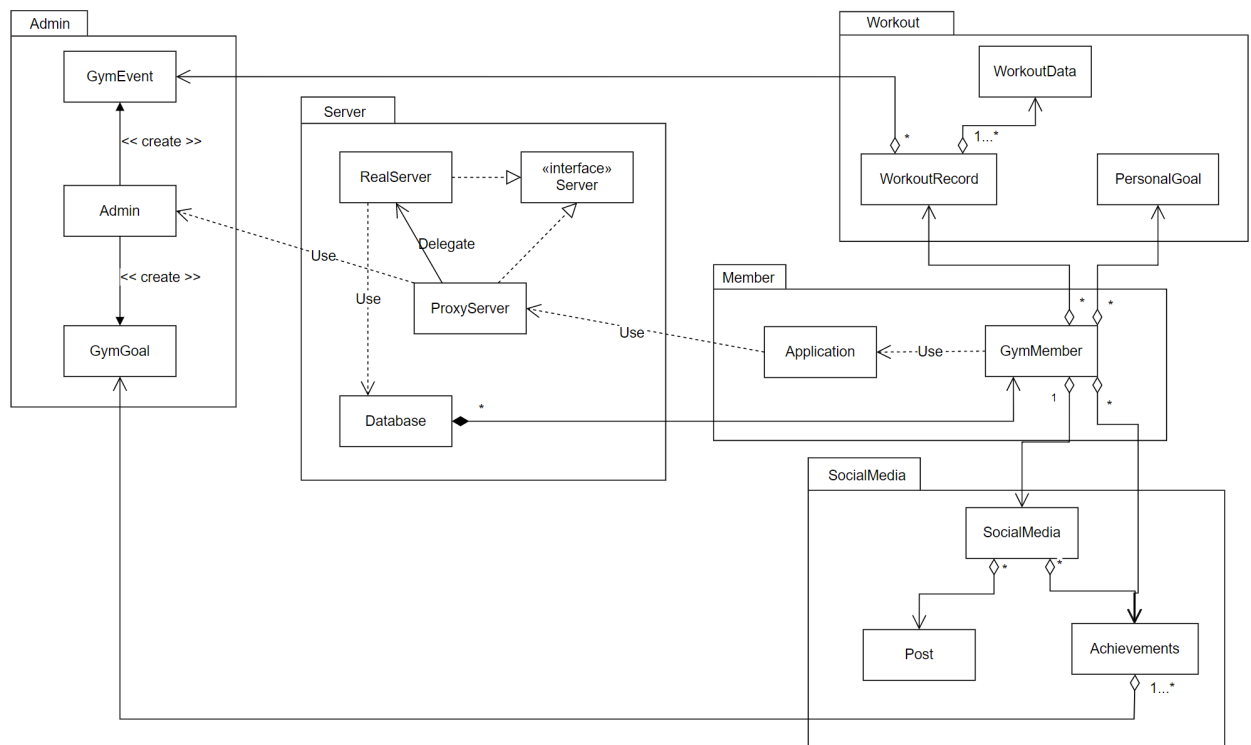 Admin
GymEvent
<< create >>
Admin
<< create >>
GymGoal
Server
RealServer
«interface»
Server
Delegate
Use
Use
ProxyServer
Database
*
Use
Workout
WorkoutData
*
1...*
WorkoutRecord
PersonalGoal
Member
*
*
Application
Use
GymMember
1
*
SocialMedia
SocialMedia
*
*
Post
Achievements
1...*